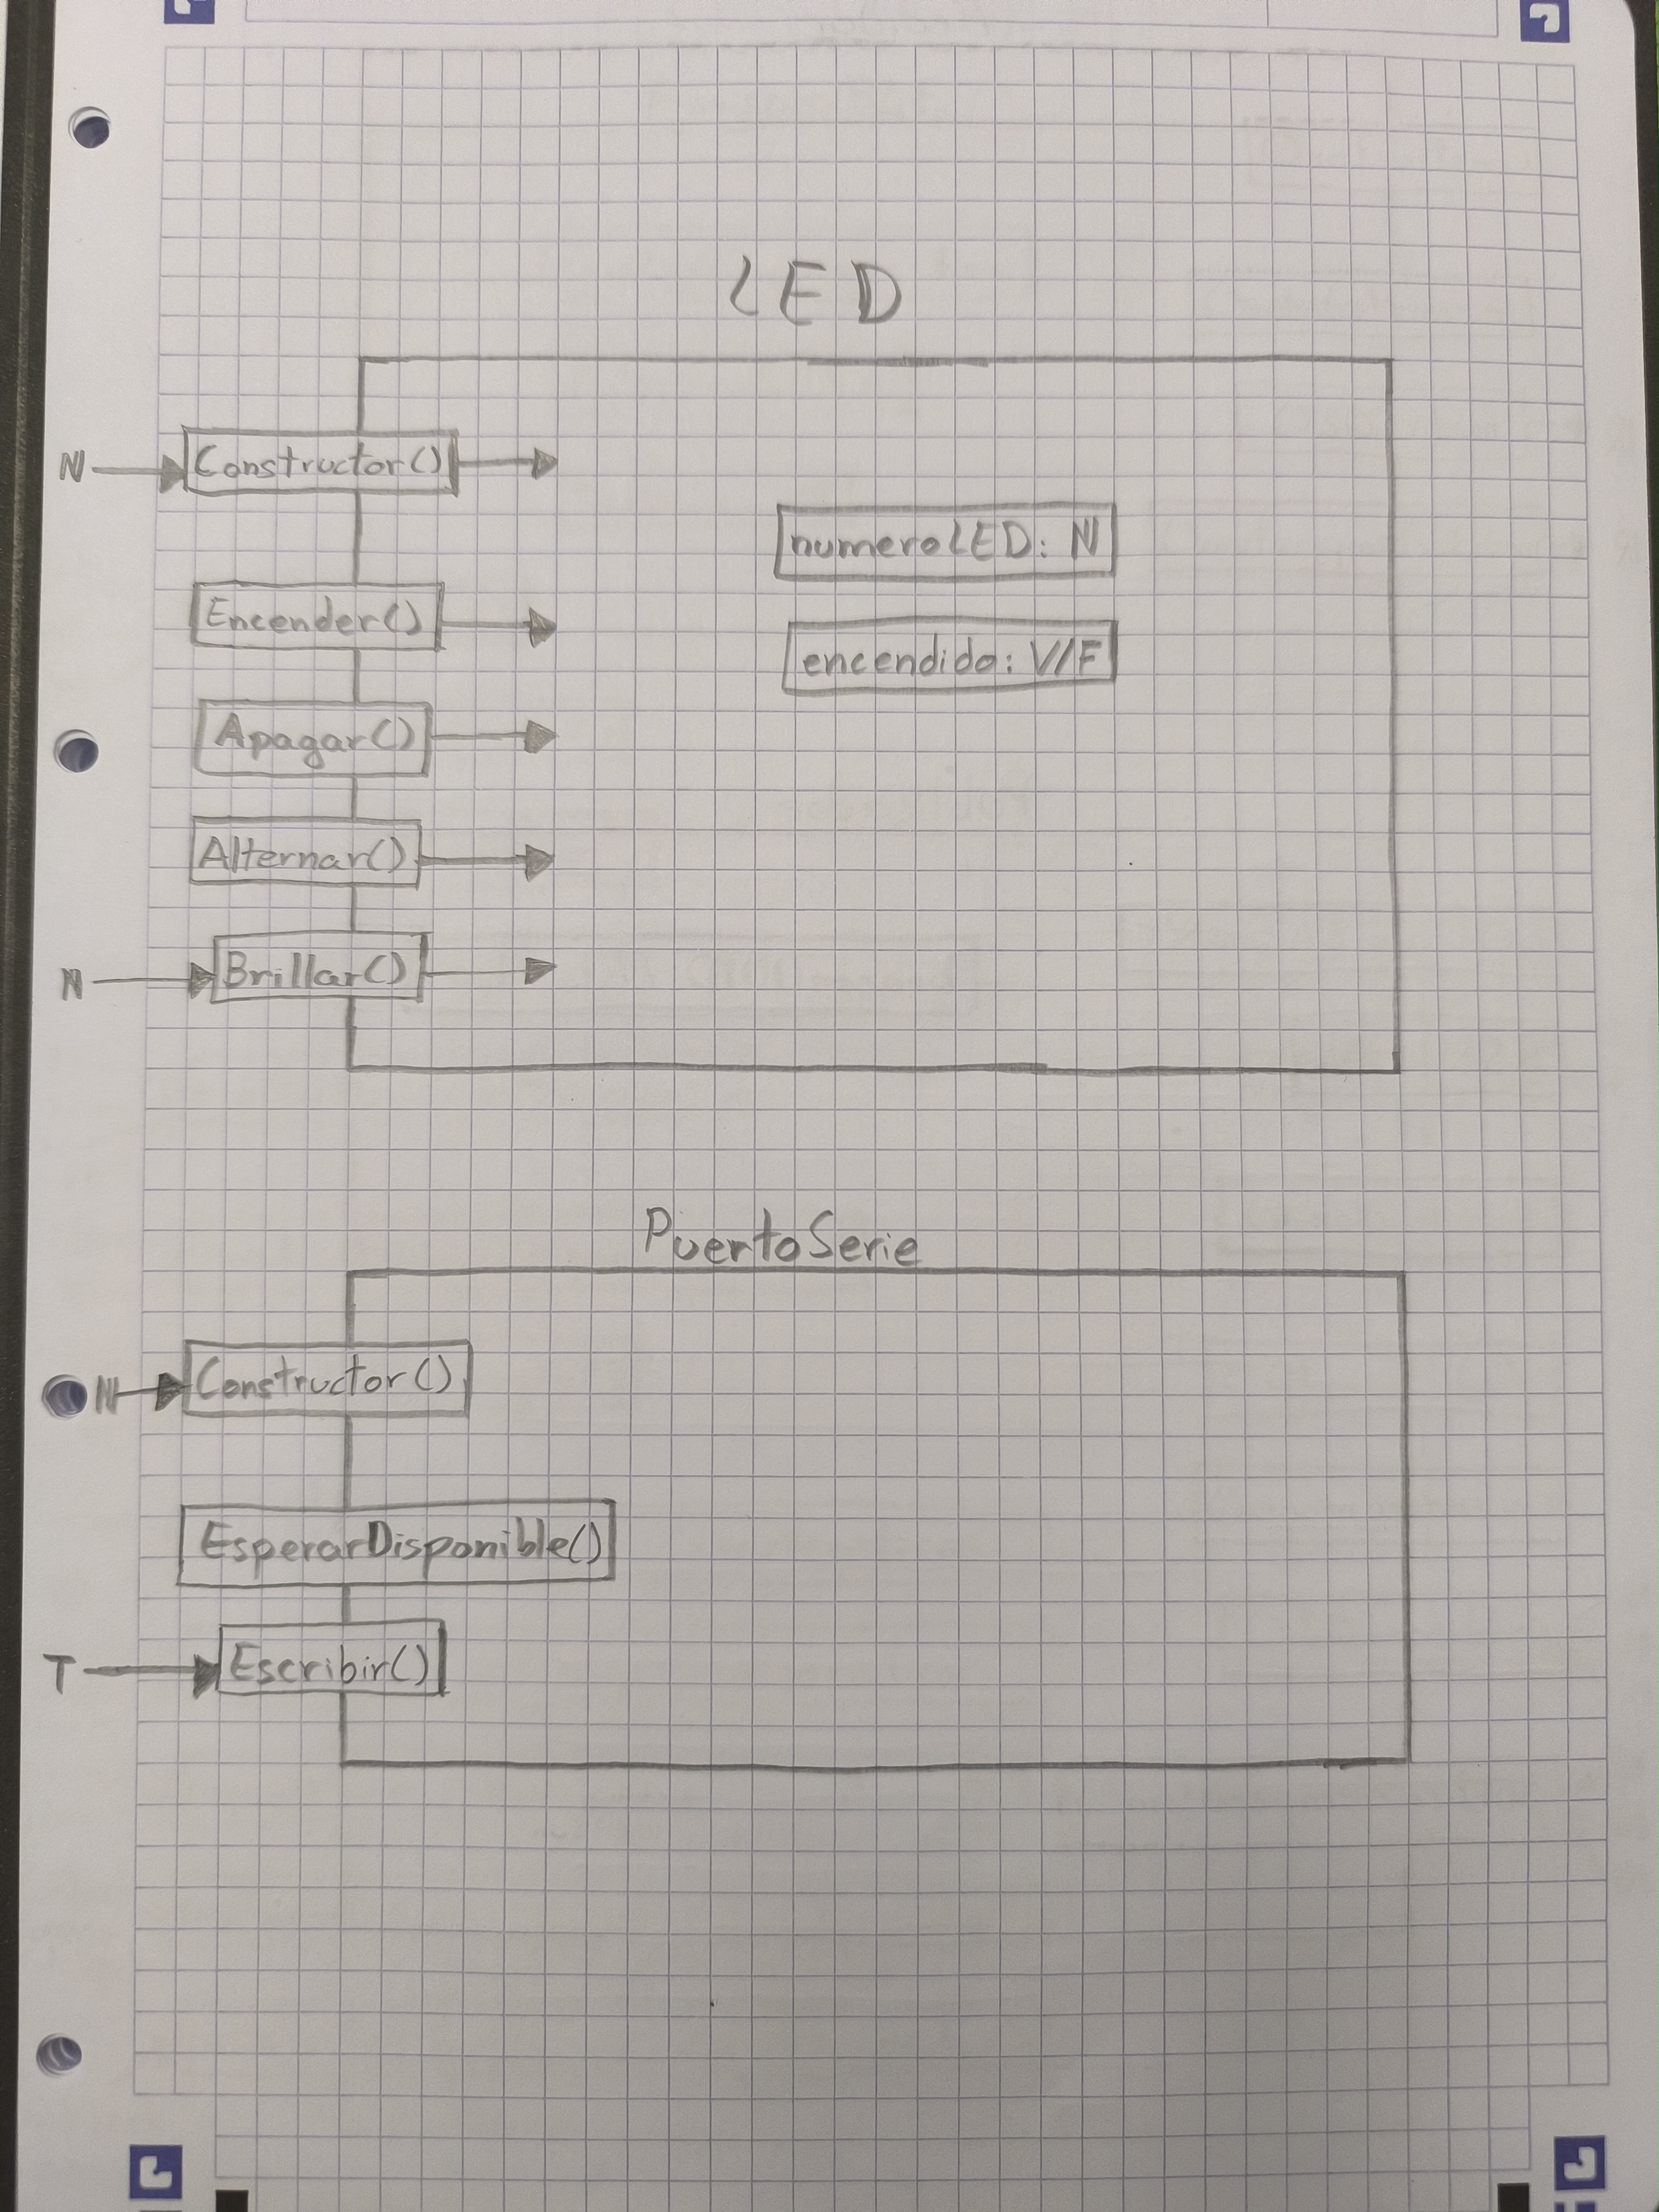 LED
N Constructor()
numeroLED: N
Encender()
encendido: V/F
Apagar()
Alternar()
N Brillar()
PuertoSerie
N Constructor()
EsperarDisponible()
T Escribir()